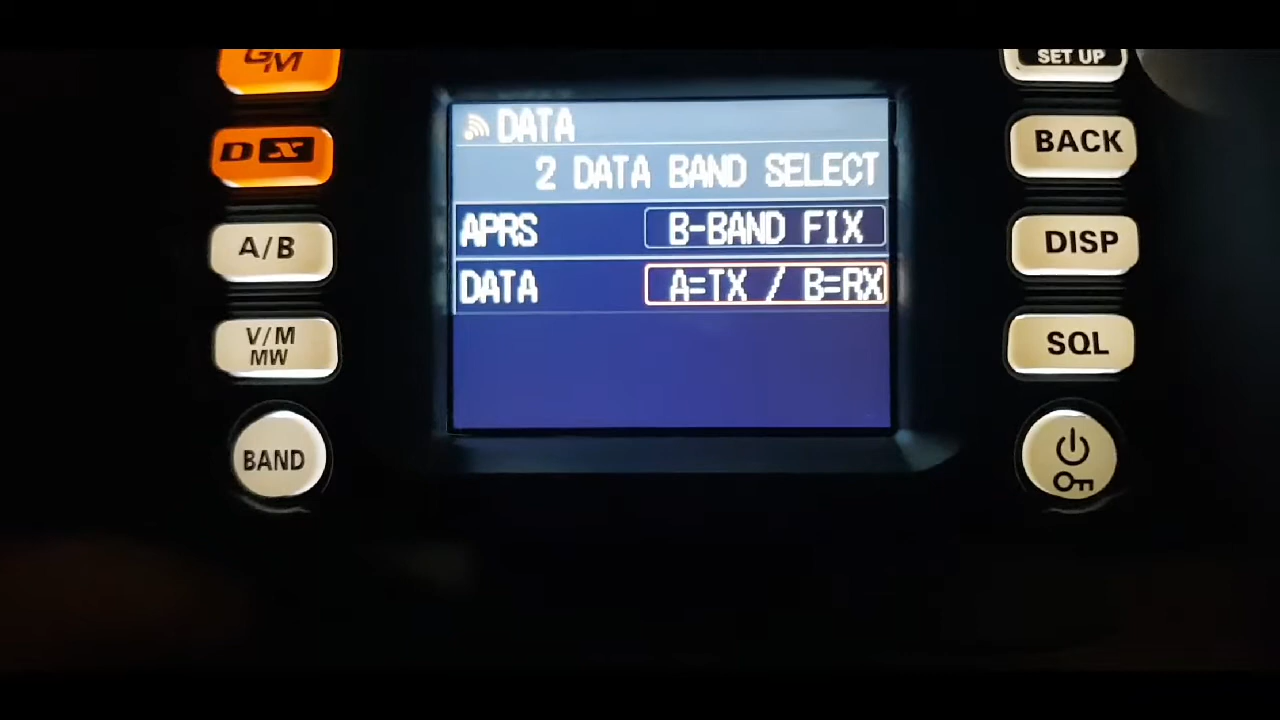 GM
SET UP
DATA
D X
BACK
2 DATA BAND SELECT
A/B
APRS B-BAND FIX
DISP
DATA A=TX / B=RX
V/M
MW
SQL
BAND